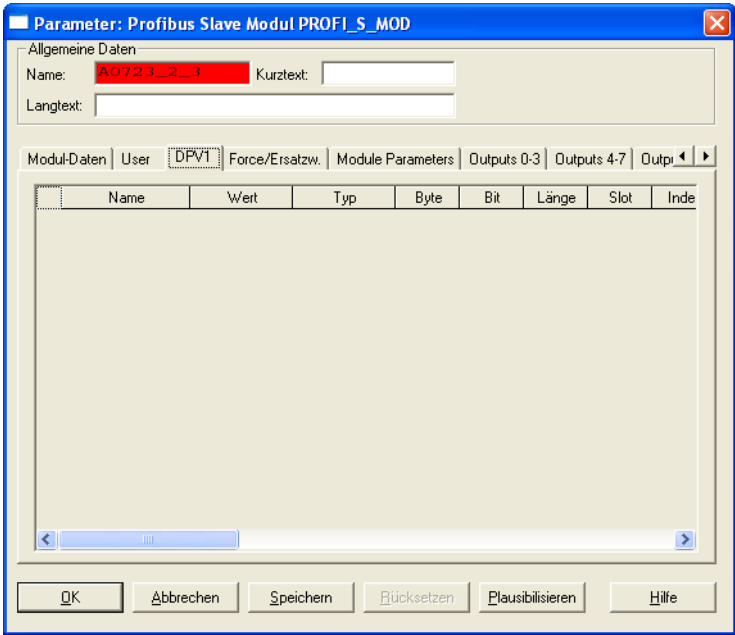 Parameter: Profibus Slave Modul PROFI_S_MOD
Allgemeine Daten
Name: A0723_2_3 Kurztext:
Langtext:
Modul-Daten User DPV1 Force/Ersatzw. Module Parameters Outputs 0-3 Outputs 4-7 Outpu
Name Wert Typ Byte Bit Länge Slot Inde
OK Abbrechen Speichern Rücksetzen Plausibilisieren Hilfe